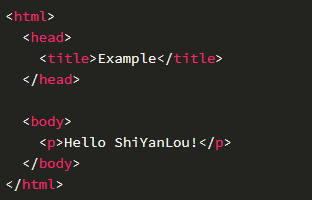 <html>
  <head>
    <title>Example</title>
  </head>

  <body>
    <p>Hello ShiYanLou!</p>
  </body>
</html>